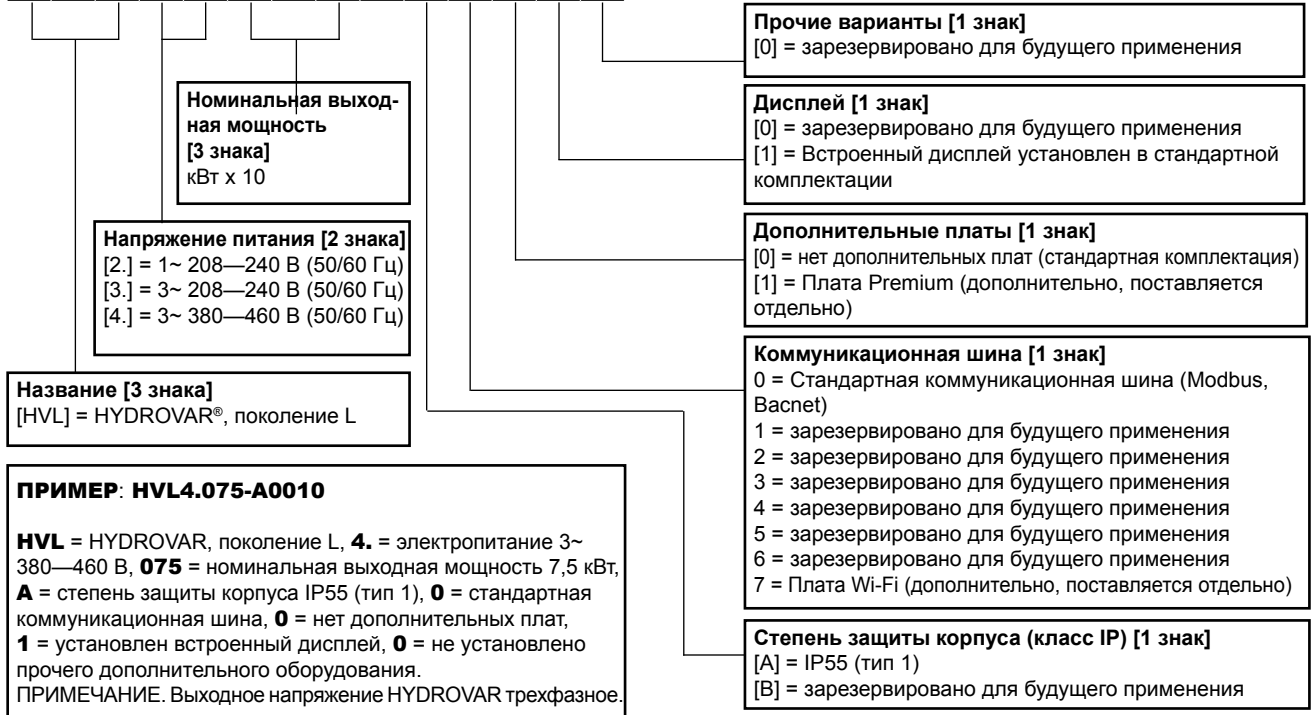 Номинальная выход-
ная мощность
[3 знака]
кВт x 10
Напряжение питания [2 знака]
[2.] = 1~ 208—240 В (50/60 Гц)
[3.] = 3~ 208—240 В (50/60 Гц)
[4.] = 3~ 380—460 В (50/60 Гц)
Название [3 знака]
[HVL] = HYDROVAR®, поколение L
ПРИМЕР: HVL4.075-A0010
HVL = HYDROVAR, поколение L, 4. = электропитание 3~
380—460 В, 075 = номинальная выходная мощность 7,5 кВт,
A = степень защиты корпуса IP55 (тип 1), 0 = стандартная
коммуникационная шина, 0 = нет дополнительных плат,
1 = установлен встроенный дисплей, 0 = не установлено
прочего дополнительного оборудования.
ПРИМЕЧАНИЕ. Выходное напряжение HYDROVAR трехфазное.
Прочие варианты [1 знак]
[0] = зарезервировано для будущего применения
Дисплей [1 знак]
[0] = зарезервировано для будущего применения
[1] = Встроенный дисплей установлен в стандартной
комплектации
Дополнительные платы [1 знак]
[0] = нет дополнительных плат (стандартная комплектация)
[1] = Плата Premium (дополнительно, поставляется
отдельно)
Коммуникационная шина [1 знак]
0 = Стандартная коммуникационная шина (Modbus,
Bacnet)
1 = зарезервировано для будущего применения
2 = зарезервировано для будущего применения
3 = зарезервировано для будущего применения
4 = зарезервировано для будущего применения
5 = зарезервировано для будущего применения
6 = зарезервировано для будущего применения
7 = Плата Wi-Fi (дополнительно, поставляется отдельно)
Степень защиты корпуса (класс IP) [1 знак]
[A] = IP55 (тип 1)
[B] = зарезервировано для будущего применения